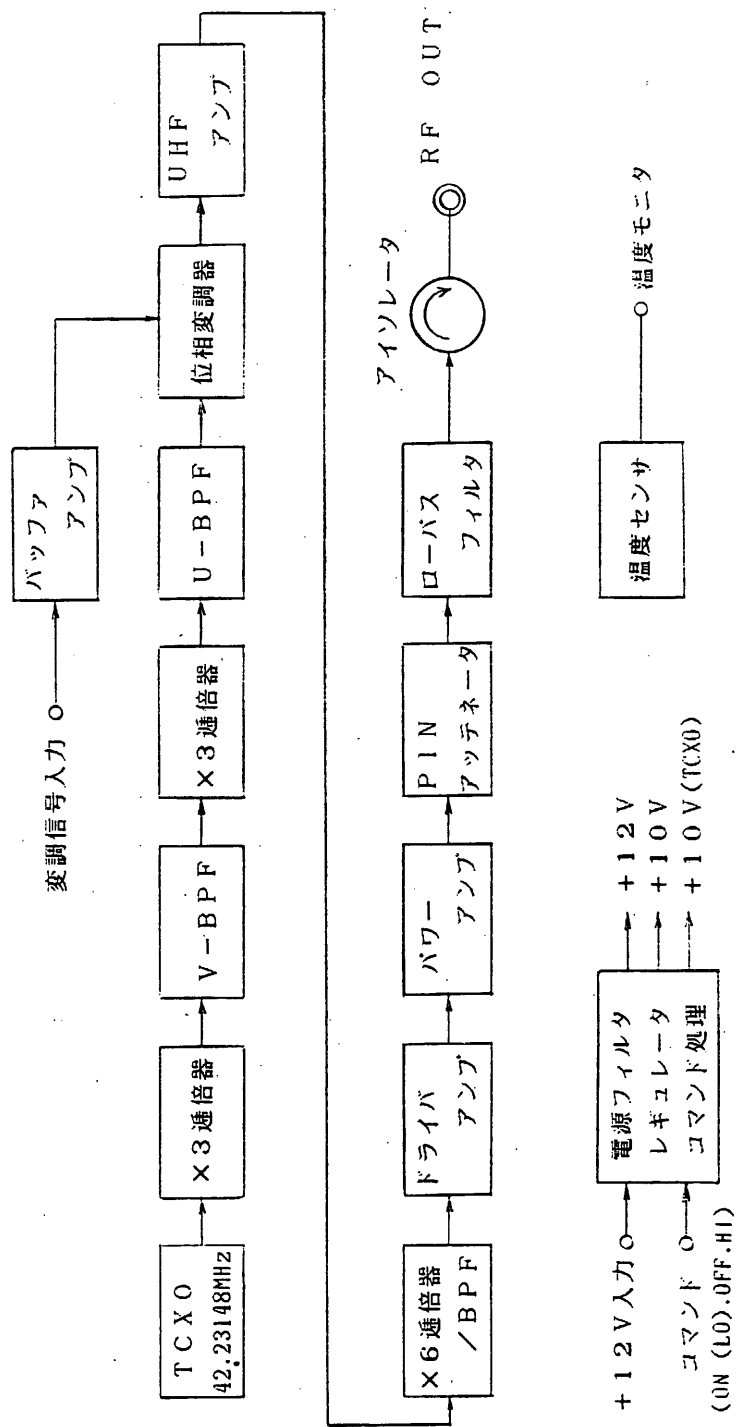 変調信号入力
バッファ
アンプ
TCXO
42.23148MHz
×3逓倍器
V-BPF
×3逓倍器
U-BPF
位相変調器
UHF
アンプ
×6逓倍器
/BPF
ドライバ
アンプ
パワー
アンプ
PIN
アッテネータ
ローパス
フィルタ
アイソレータ
RF OUT
+12V入力
コマンド
(ON (LO).OFF.HI)
電源フィルタ
レギュレータ
コマンド処理
+12V
+10V
+10V(TCXO)
温度センサ
温度モニタ